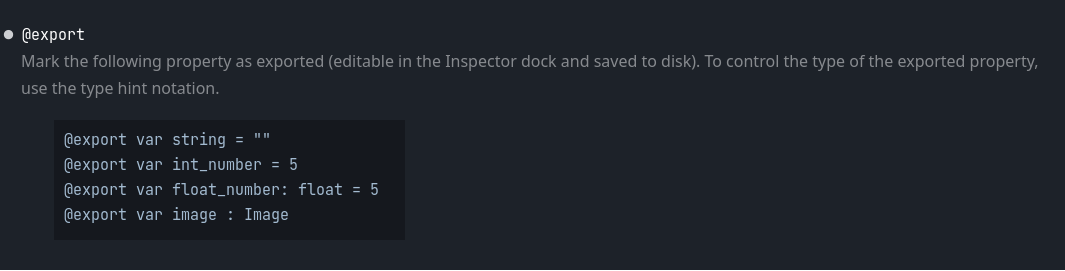 @export
Mark the following property as exported (editable in the Inspector dock and saved to disk). To control the type of the exported property,
use the type hint notation.
@export var string = ""
@export var int_number = 5
@export var float_number: float = 5
@export var image : Image